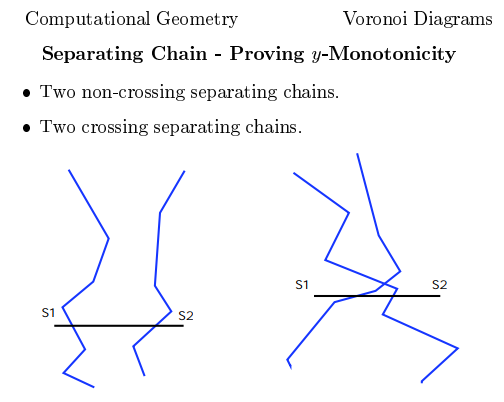 Computational Geometry Voronoi Diagrams
Separating Chain - Proving y-Monotonicity
• Two non-crossing separating chains.
• Two crossing separating chains.
S1 S2
S1 S2